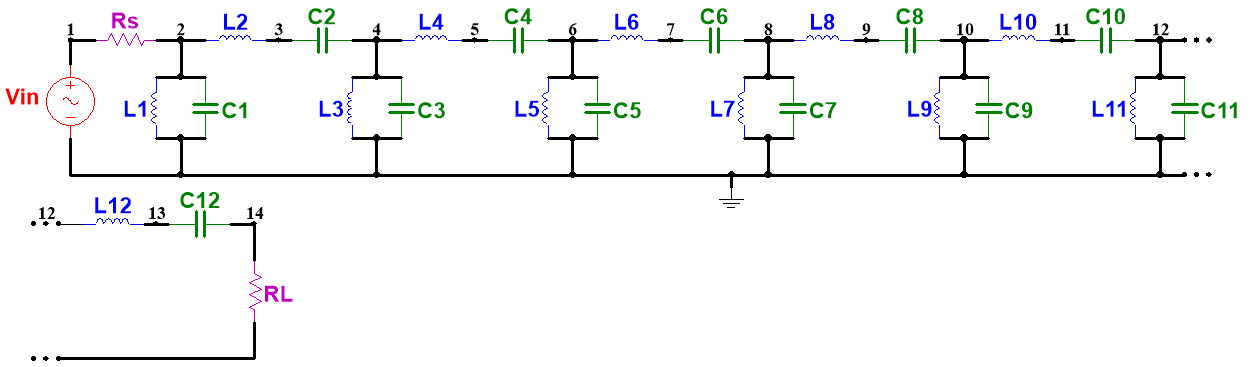 Rs L2 C2 L4 C4 L6 C6 L8 C8 L10 C10
1 2 3 4 5 6 7 8 9 10 11 12
Vin L1 C1 L3 C3 L5 C5 L7 C7 L9 C9 L11 C11
12 L12 13 C12 14
RL